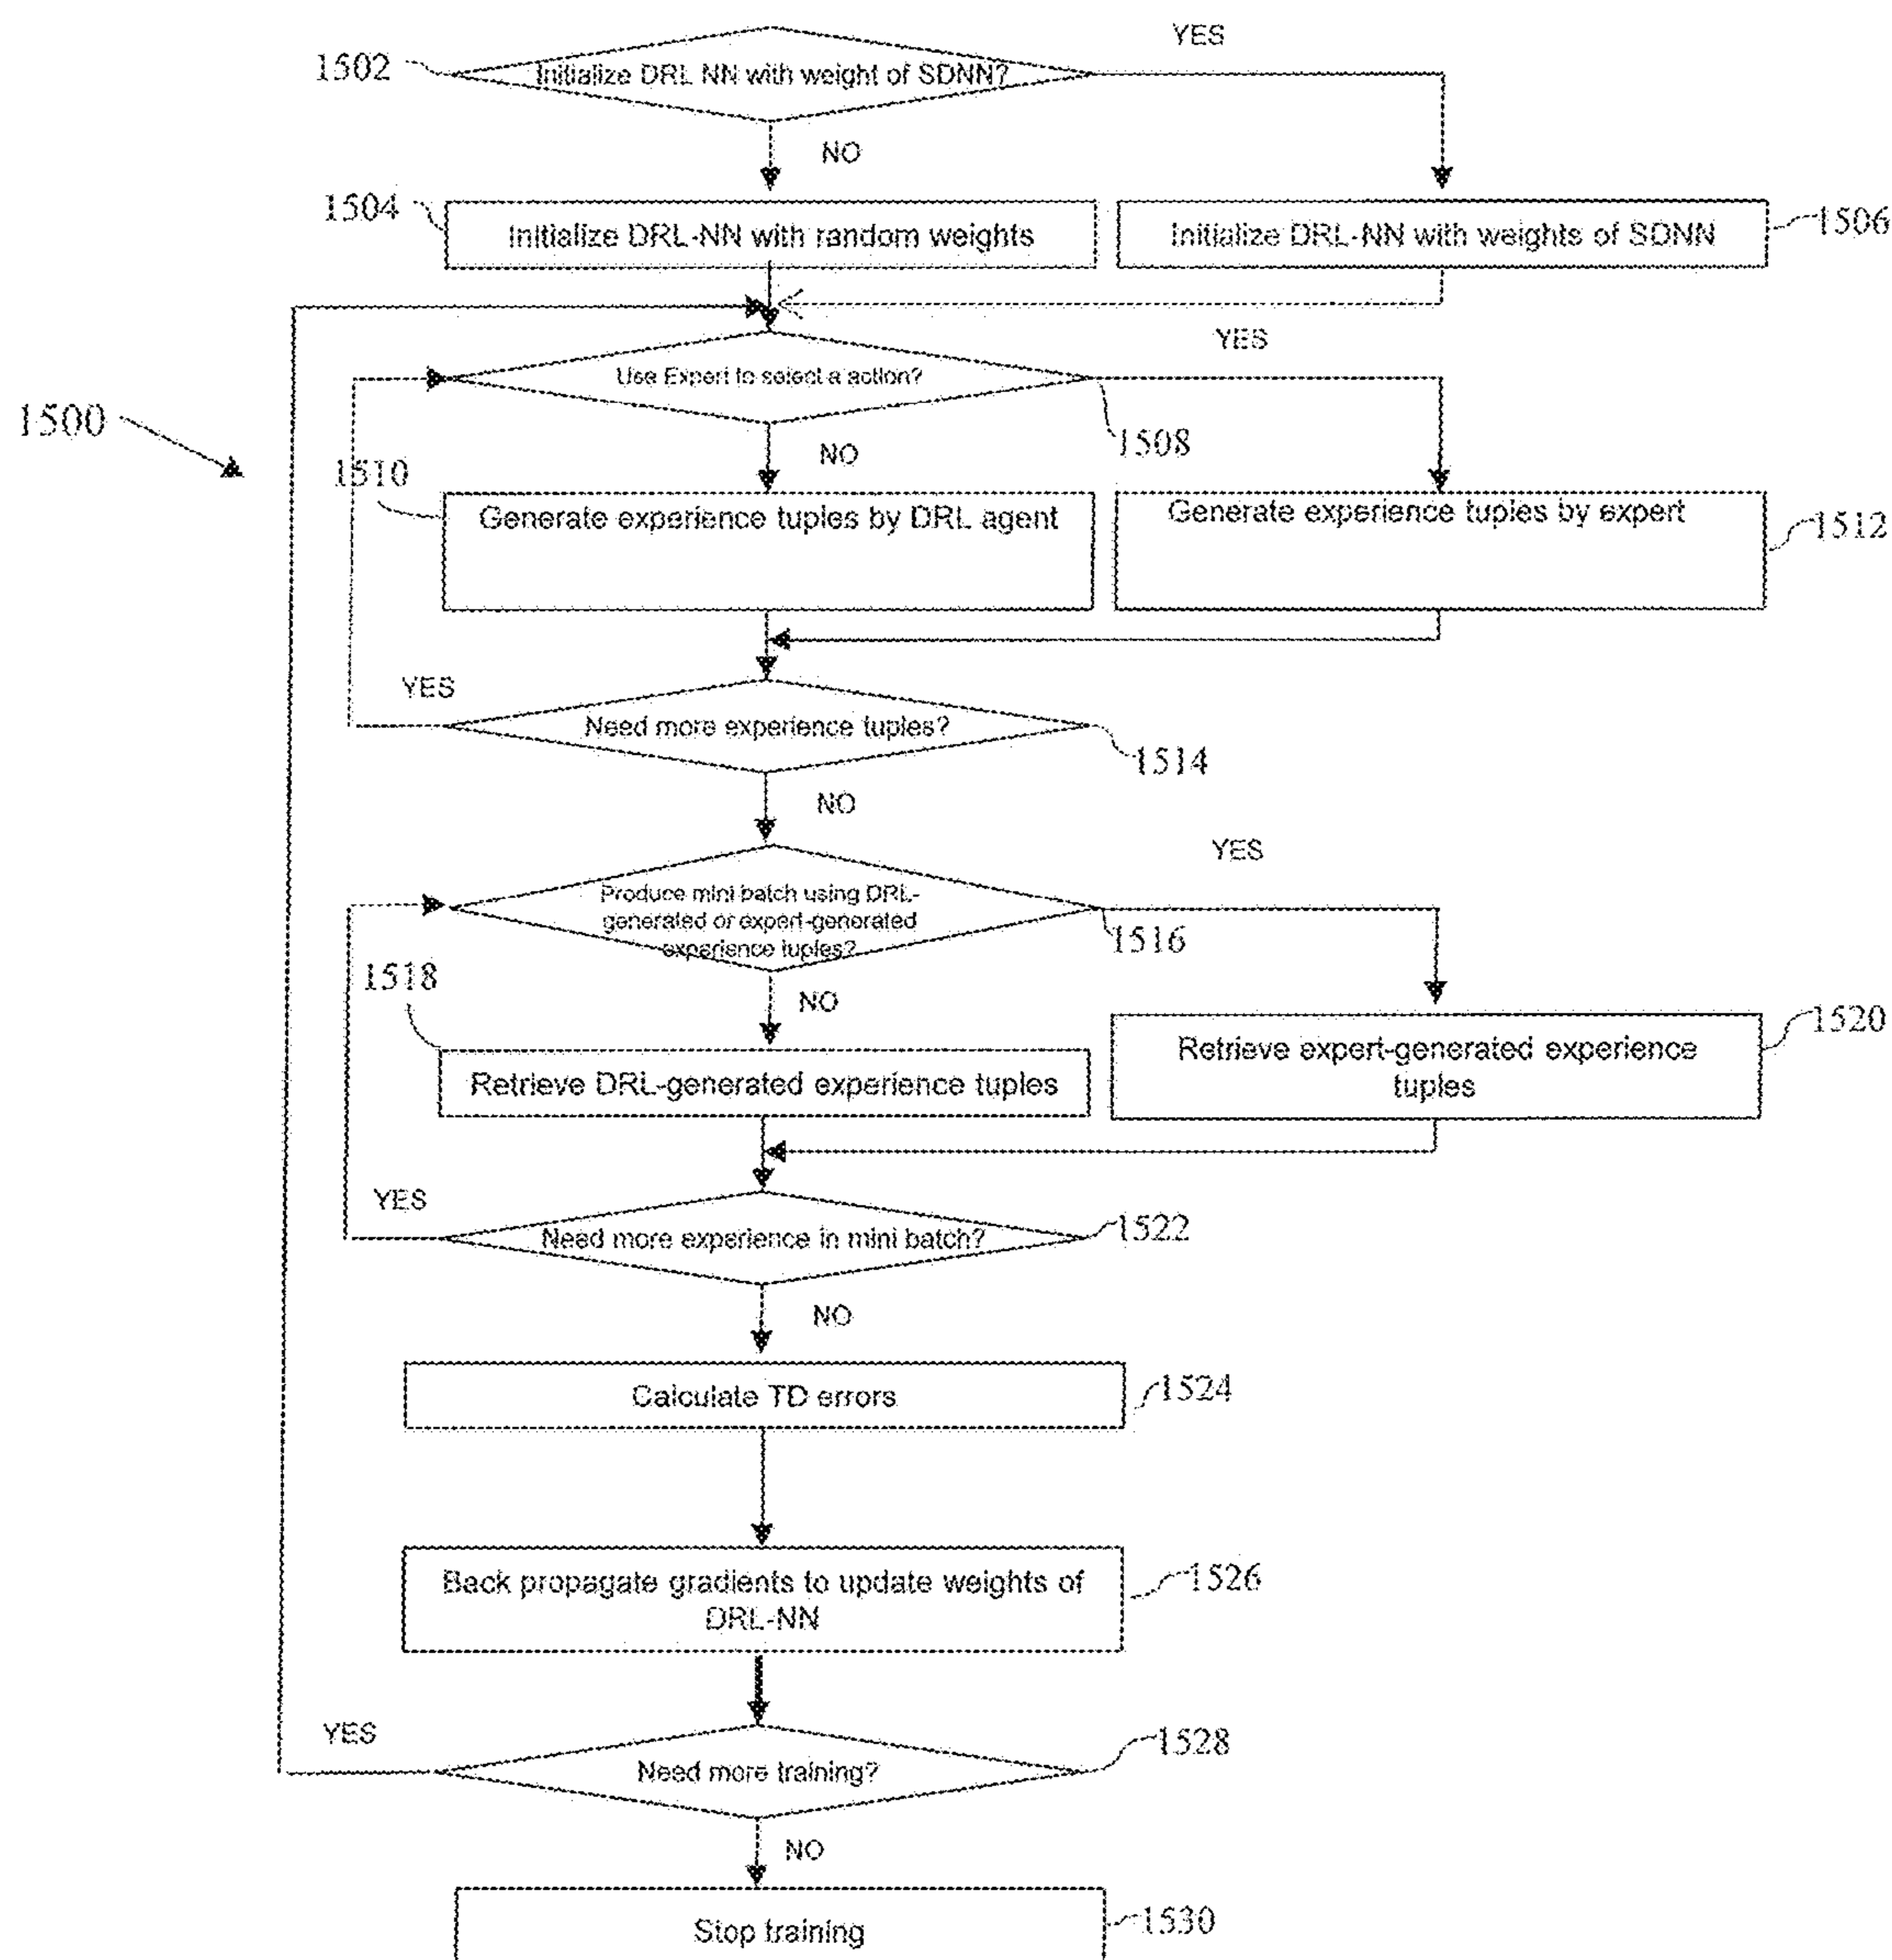 YES
1502
Initialize DRL NN with weight of SDNN?
NO
1504
Initialize DRL-NN with random weights
Initialize DRL-NN with weights of SDNN
1506
YES
Use Expert to select a action?
1500
1508
NO
1510
Generate experience tuples by DRL agent
Generate experience tuples by expert
1512
YES
Need more experience tuples?
1514
NO
YES
Produce mini batch using DRL-
generated or expert-generated
experience tuples?
1516
1518
NO
1520
Retrieve expert-generated experience
tuples
Retrieve DRL-generated experience tuples
YES
Need more experience in mini batch?
1522
NO
Calculate TD errors
1524
Back propagate gradients to update weights of
DRL-NN
1526
YES
Need more training?
1528
NO
Stop training
1530